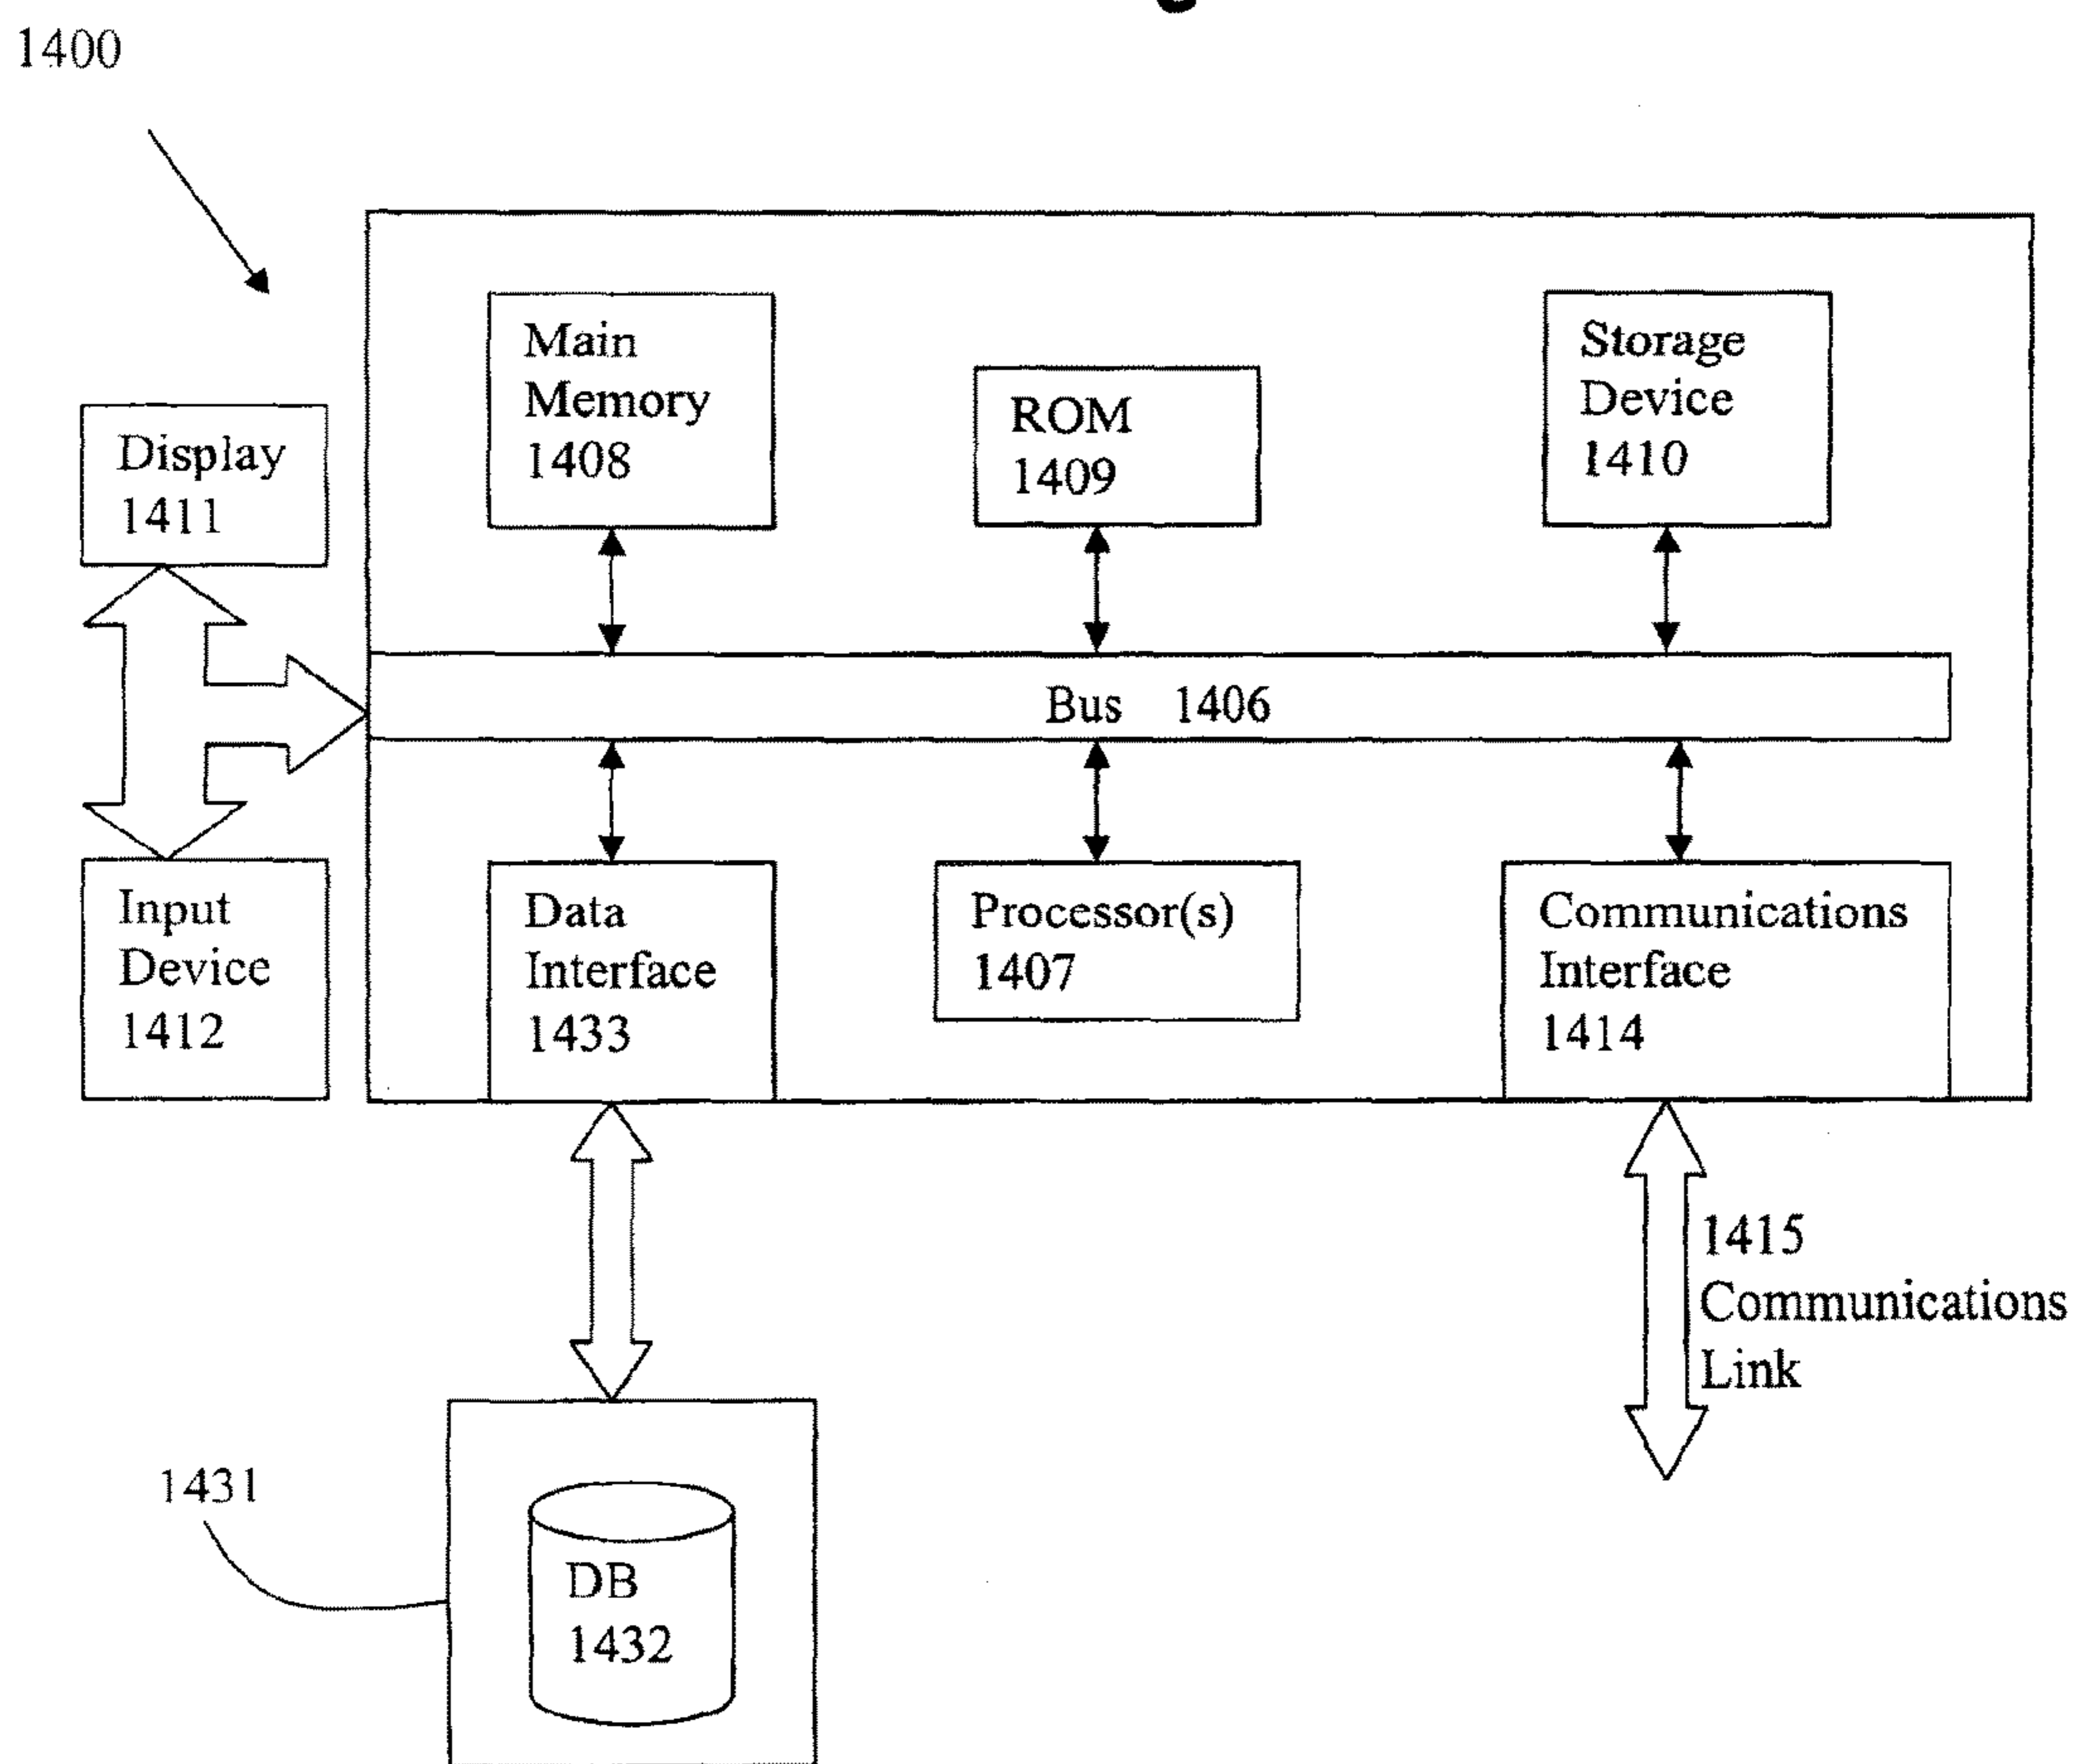 1400
Main
Memory
1408
ROM
1409
Storage
Device
1410
Display
1411
Bus 1406
Input
Device
1412
Data
Interface
1433
Processor(s)
1407
Communications
Interface
1414
1415
Communications
Link
1431
DB
1432